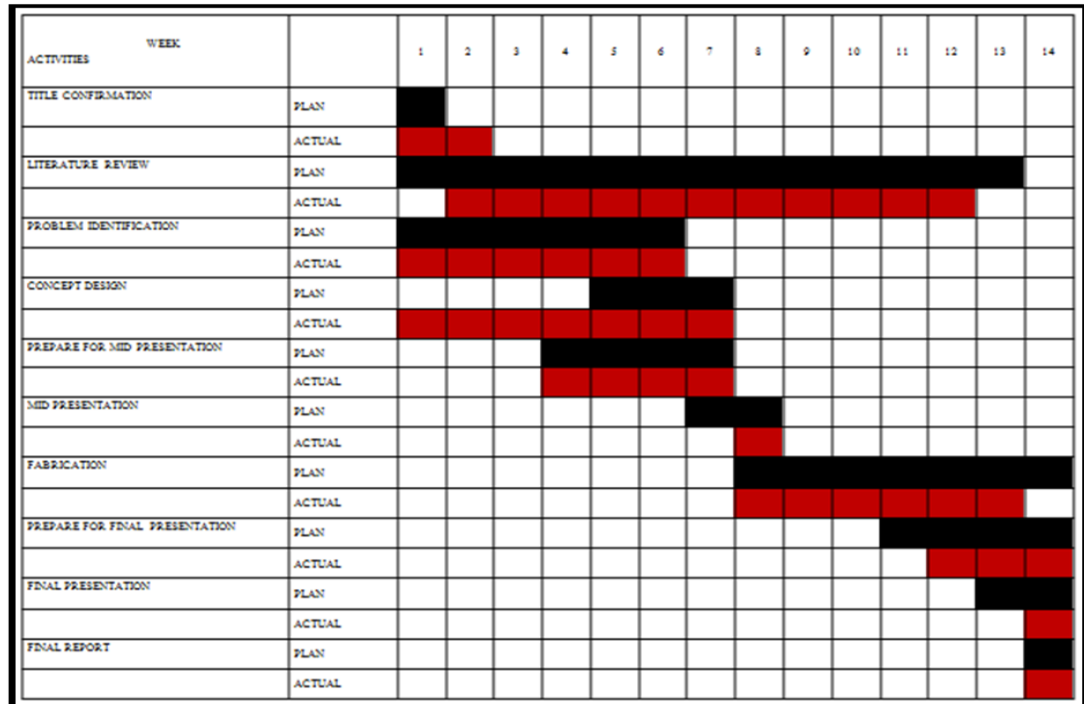 WEEK
ACTIVITIES 1 2 3 4 5 6 7 8 9 10 11 12 13 14
TITLE CONFIRMATION PLAN
ACTUAL
LITERATURE REVIEW PLAN
ACTUAL
PROBLEM IDENTIFICATION PLAN
ACTUAL
CONCEPT DESIGN PLAN
ACTUAL
PREPARE FOR MID PRESENTATION PLAN
ACTUAL
MID PRESENTATION PLAN
ACTUAL
FABRICATION PLAN
ACTUAL
PREPARE FOR FINAL PRESENTATION PLAN
ACTUAL
FINAL PRESENTATION PLAN
ACTUAL
FINAL REPORT PLAN
ACTUAL